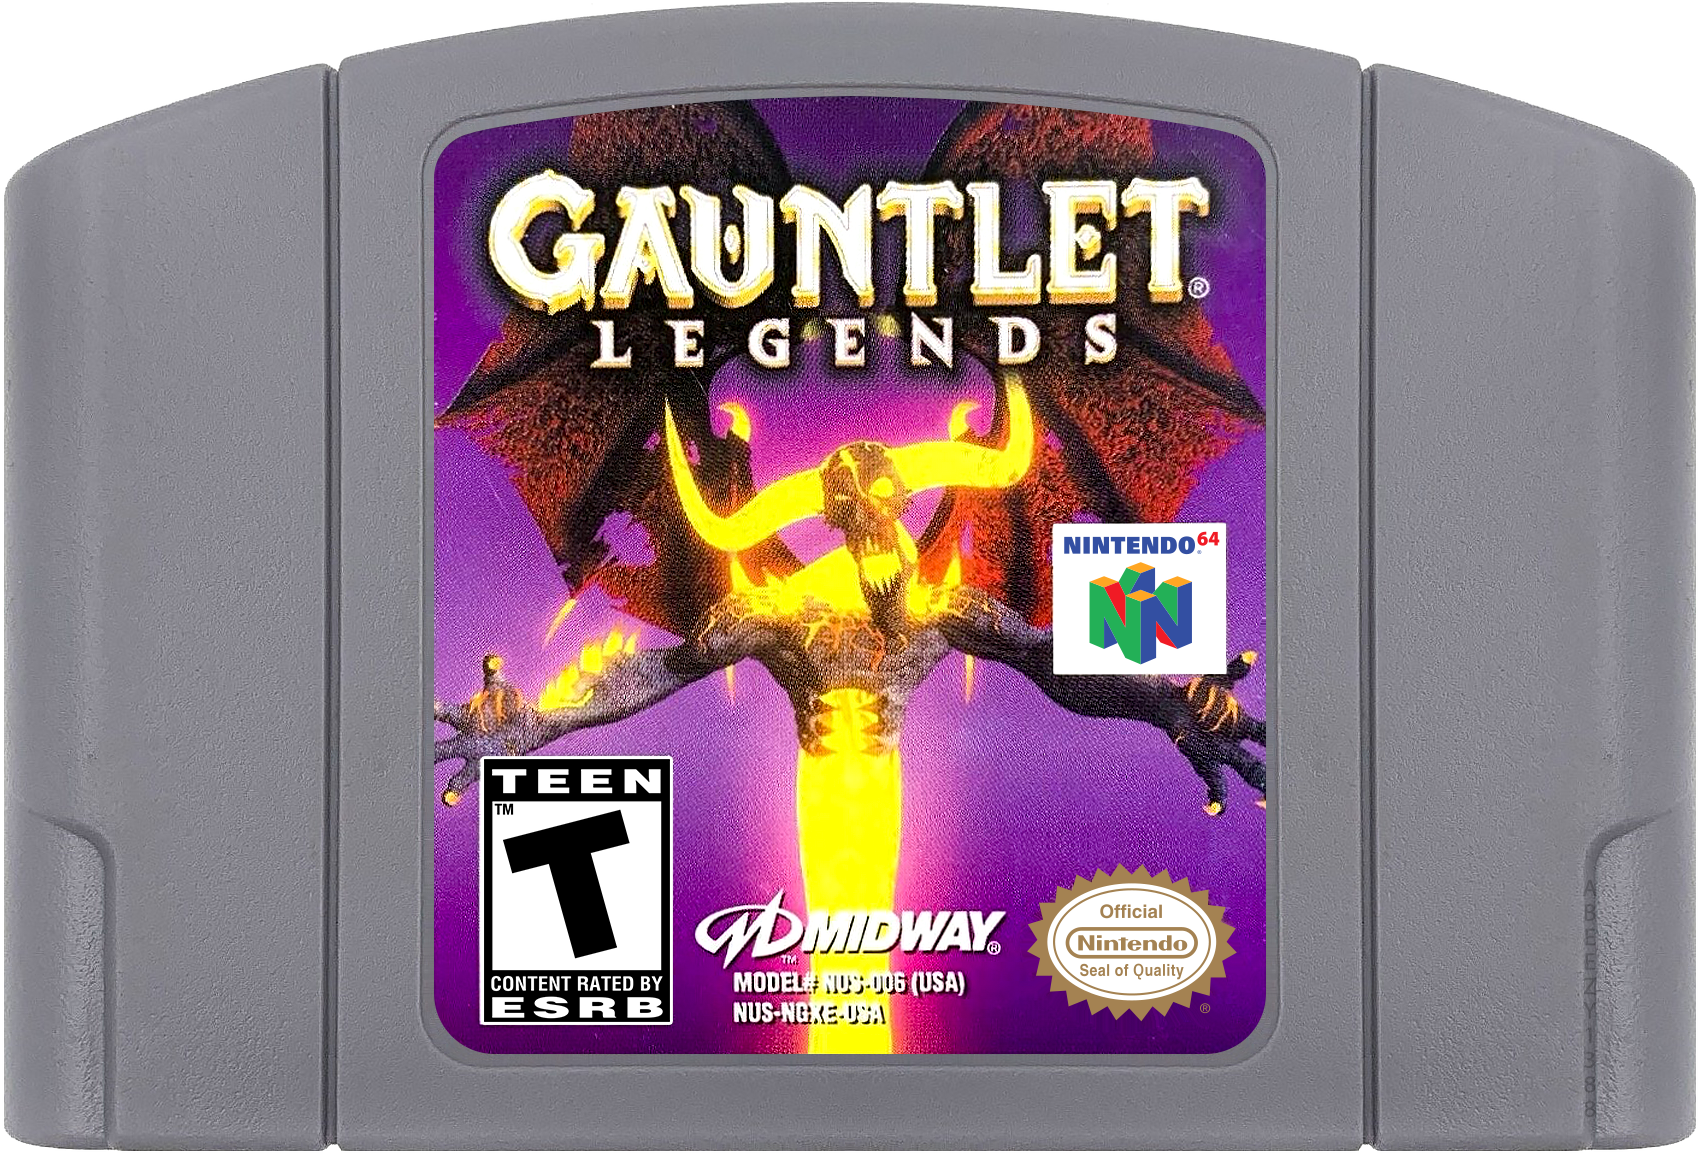 GAUNTLET®
LEGENDS
NINTENDO64
TEEN
TM
T
CONTENT RATED BY
ESRB
MIDWAY®
TM
MODEL# NUS-006 (USA)
NUS-NGXE-USA
Official
Nintendo
Seal of Quality
®